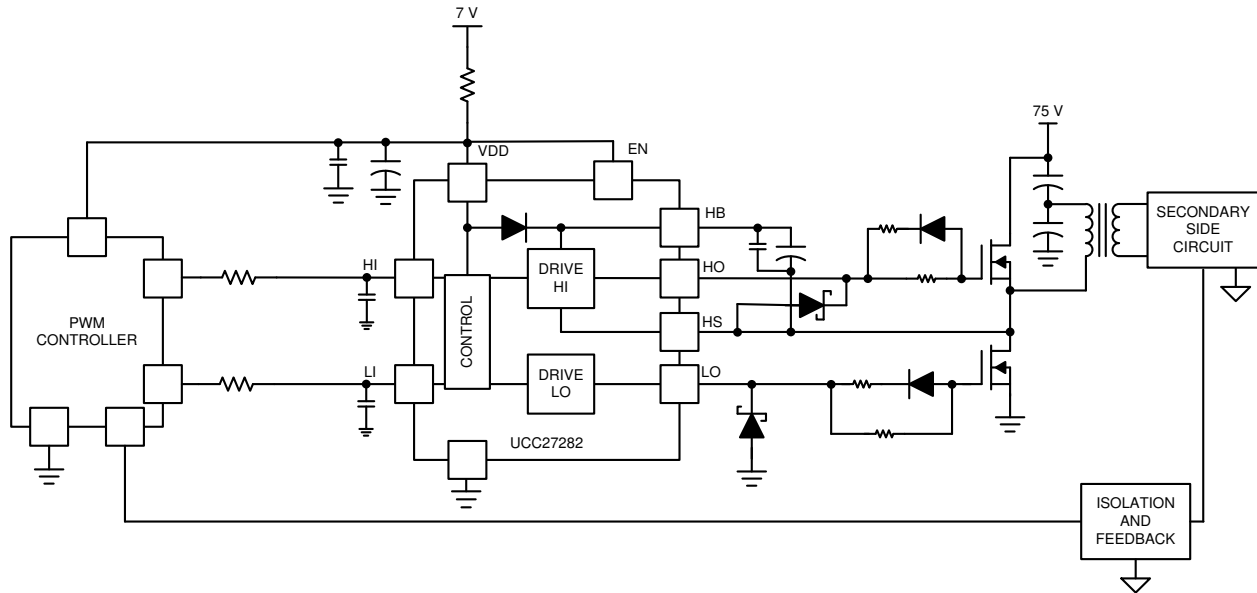 7 V
75 V
VDD
EN
HB
SECONDARY
SIDE
CIRCUIT
HI
DRIVE
HI
HO
PWM
CONTROLLER
CONTROL
HS
LI
DRIVE
LO
LO
UCC27282
ISOLATION
AND
FEEDBACK